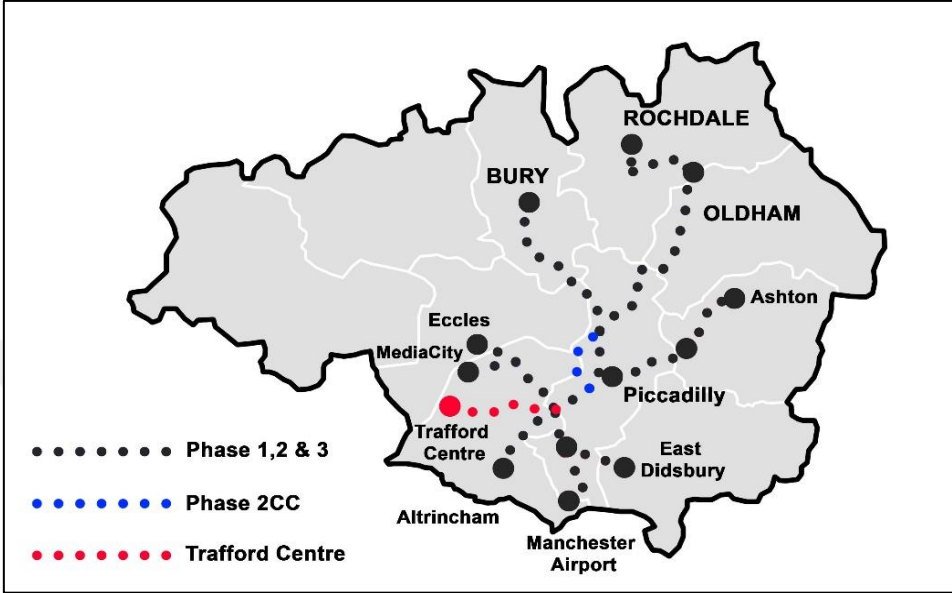 ROCHDALE
BURY
OLDHAM
Ashton
Eccles
MediaCity
Piccadilly
Trafford
Centre
East
Didsbury
Altrincham
Manchester
Airport
Phase 1,2 & 3
Phase 2CC
Trafford Centre